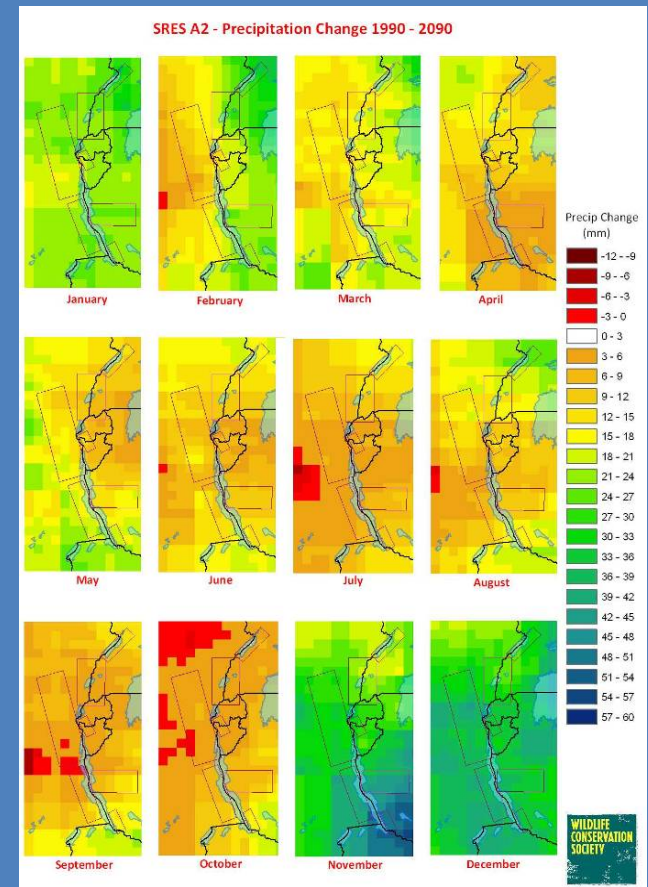 SRES A2 - Precipitation Change 1990 - 2090
January
February
March
April
May
June
July
August
September
October
November
December
Precip Change
(mm)
-12 - -9
-9 - -6
-6 - -3
-3 - 0
0 - 3
3 - 6
6 - 9
9 - 12
12 - 15
15 - 18
18 - 21
21 - 24
24 - 27
27 - 30
30 - 33
33 - 36
36 - 39
39 - 42
42 - 45
45 - 48
48 - 51
51 - 54
54 - 57
57 - 60
WILDLIFE
CONSERVATION
SOCIETY